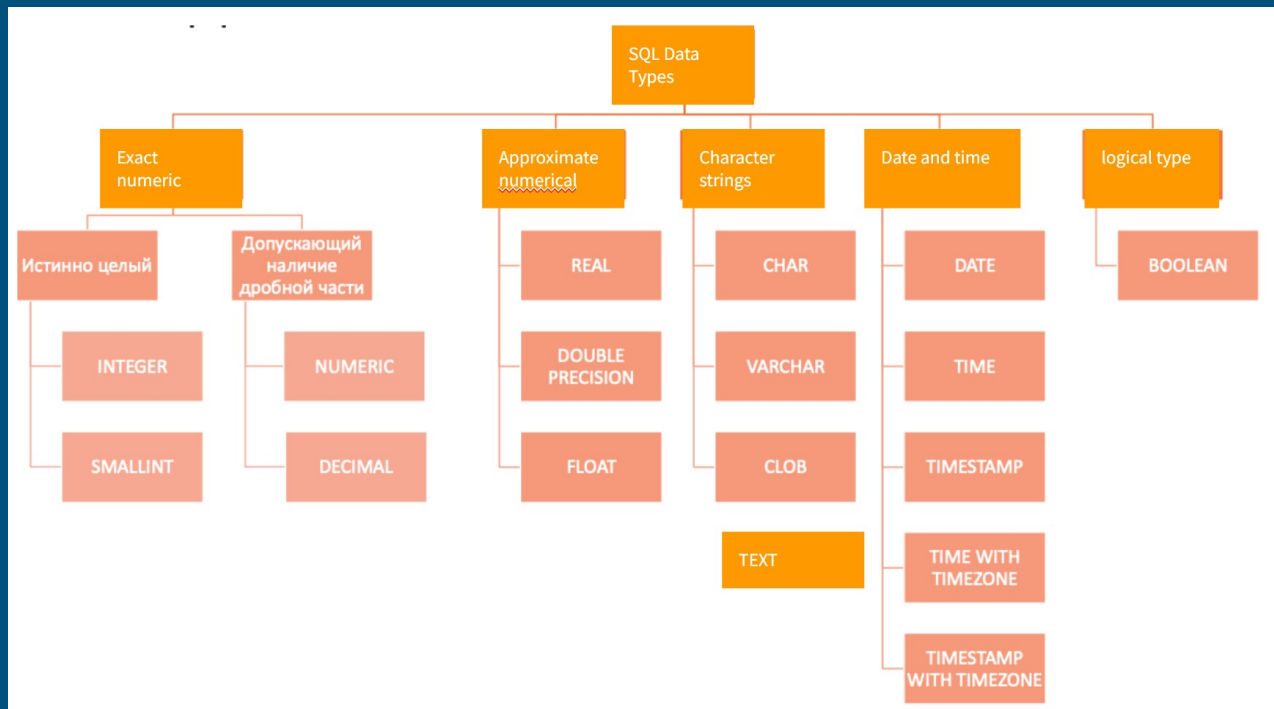 SQL Data
Types
Exact
numeric
Approximate
numerical
Character
strings
Date and time
logical type
Истинно целый
Допускающий
наличие
дробной части
REAL
CHAR
DATE
BOOLEAN
INTEGER
NUMERIC
DOUBLE
PRECISION
VARCHAR
TIME
SMALLINT
DECIMAL
FLOAT
CLOB
TIMESTAMP
TEXT
TIME WITH
TIMEZONE
TIMESTAMP
WITH TIMEZONE